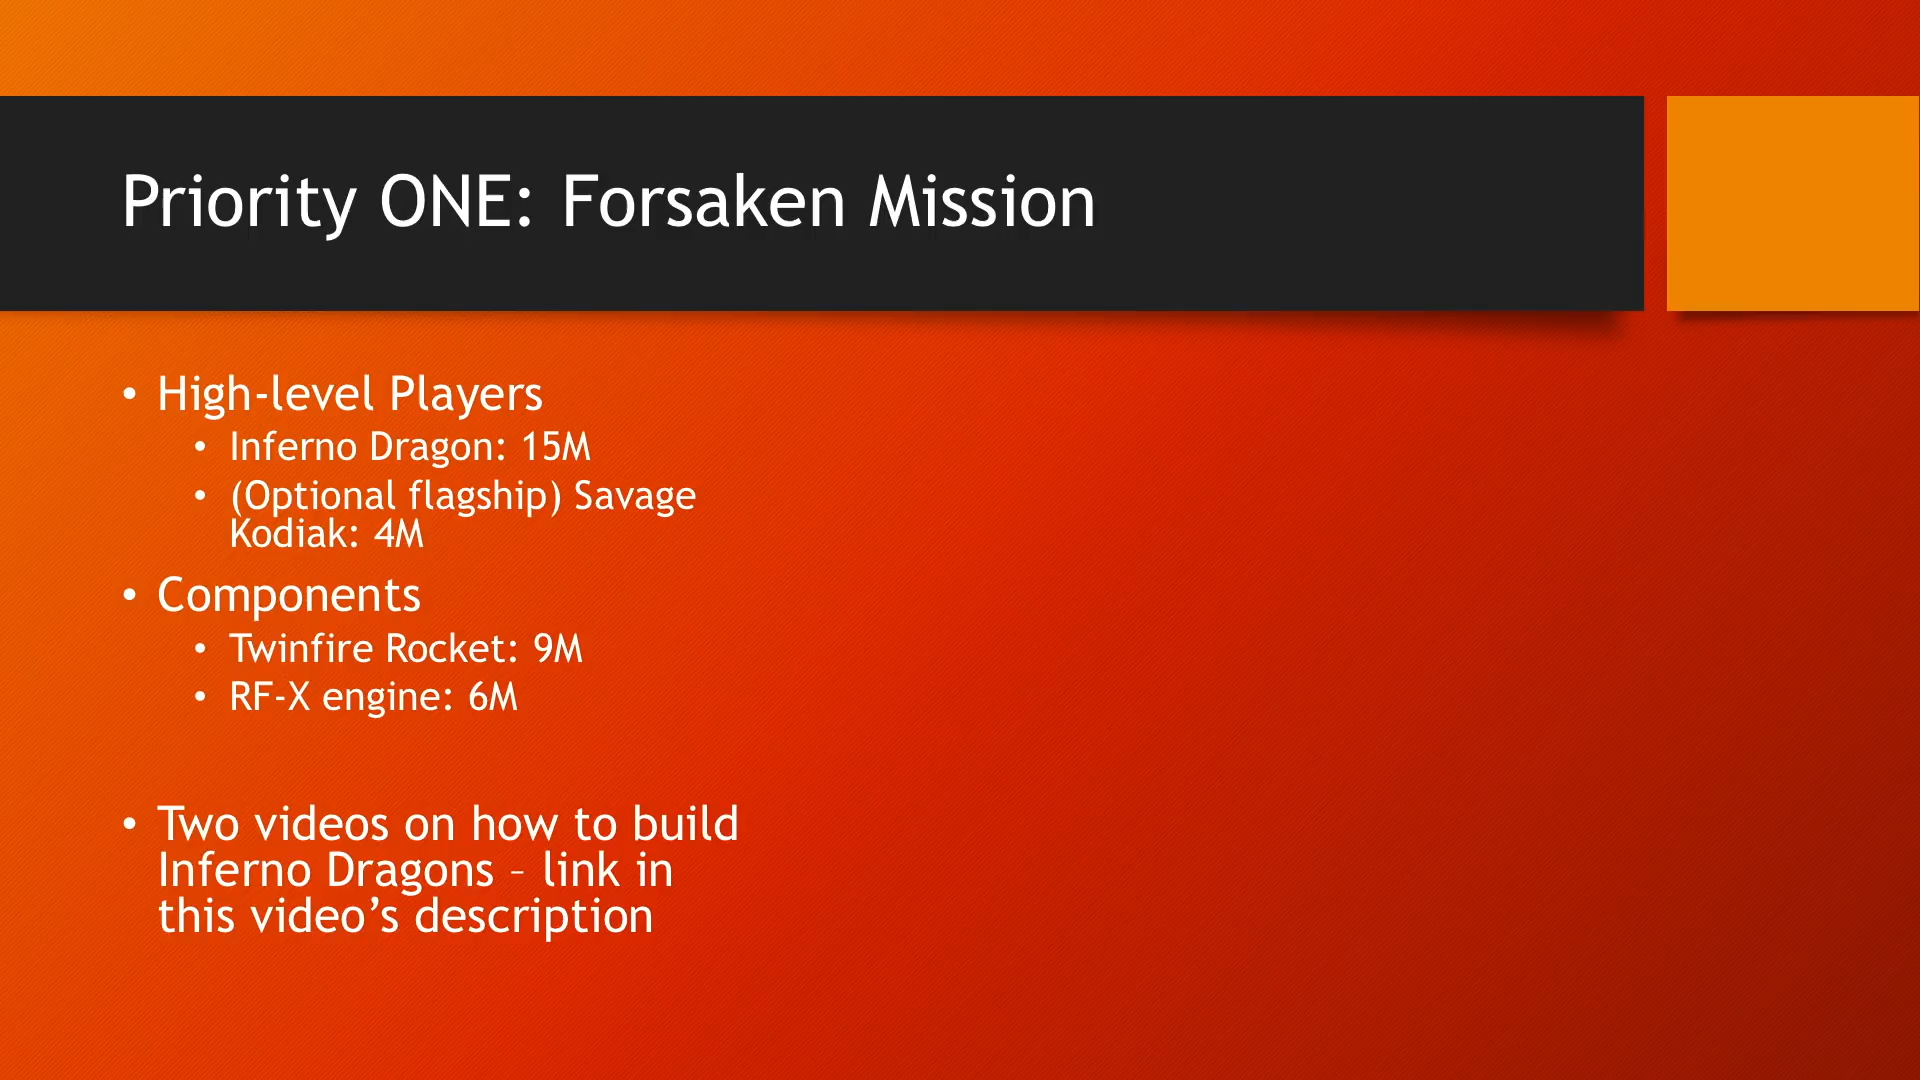 Priority ONE: Forsaken Mission
• High-level Players
• Inferno Dragon: 15M
• (Optional flagship) Savage
Kodiak: 4M
• Components
• Twinfire Rocket: 9M
• RF-X engine: 6M
• Two videos on how to build
Inferno Dragons – link in
this video’s description